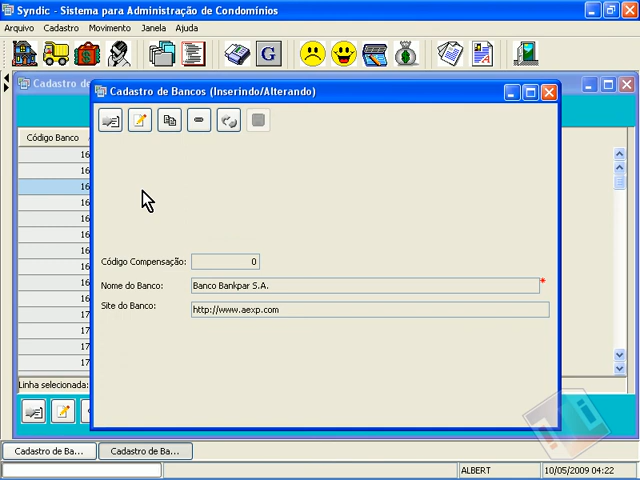 Syndic - Sistema para Administração de Condomínios
Arquivo Cadastro Movimento Janela Ajuda
G
Cadastro de
Cadastro de Bancos (Inserindo/Alterando)
Código Banco
16
16
16
16
16
16
16
16
16
17
17
17
17
17
Código Compensação: 0
Nome do Banco: Banco Bankpar S.A. *
Site do Banco: http://www.aexp.com
Linha selecionada:
Cadastro de Ba... Cadastro de Ba...
ALBERT 10/05/2009 04:22